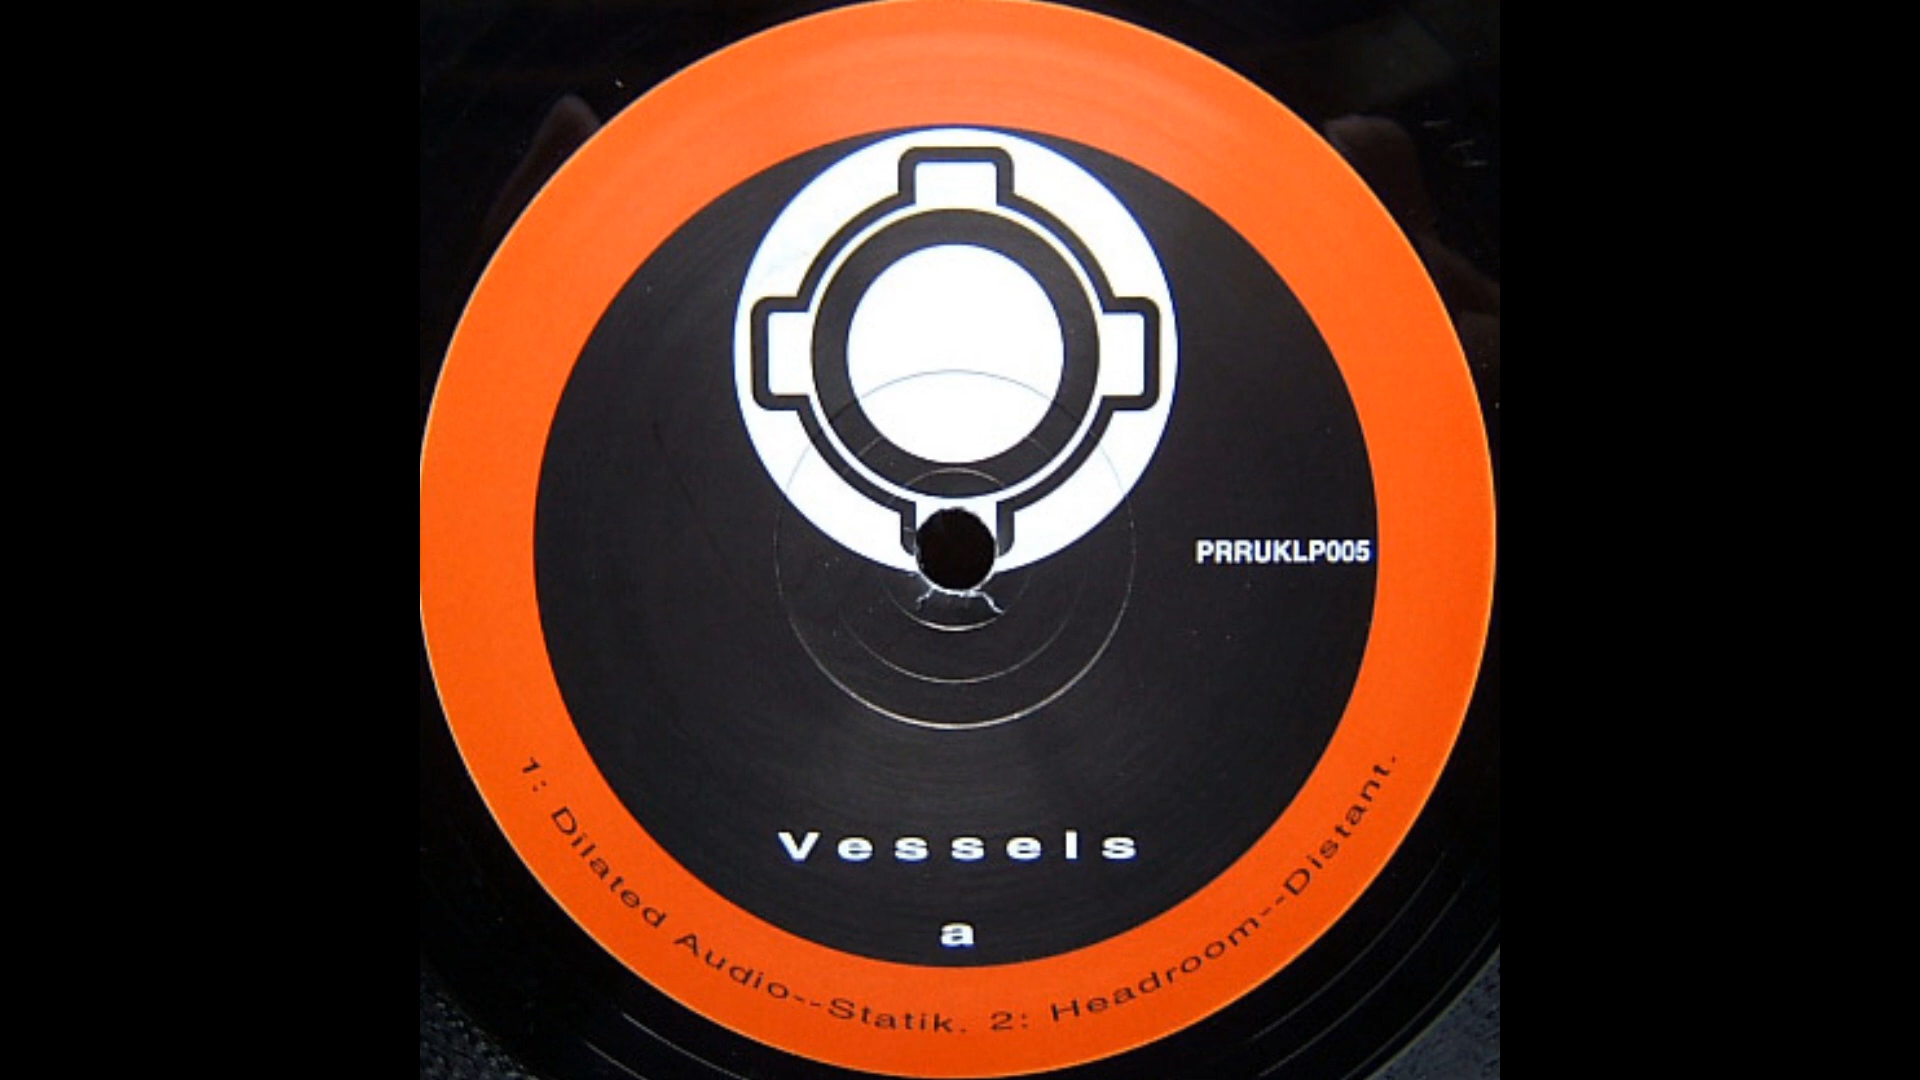 PRRUKLP005
Vessels
a
1: Dilated Audio--Statik. 2: Headroom--Distant.